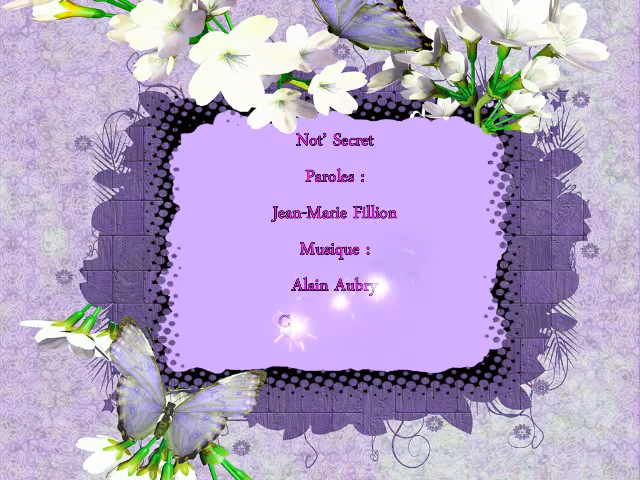 Not' Secret
Paroles :
Jean-Marie Fillion
Musique :
Alain Aubry
C